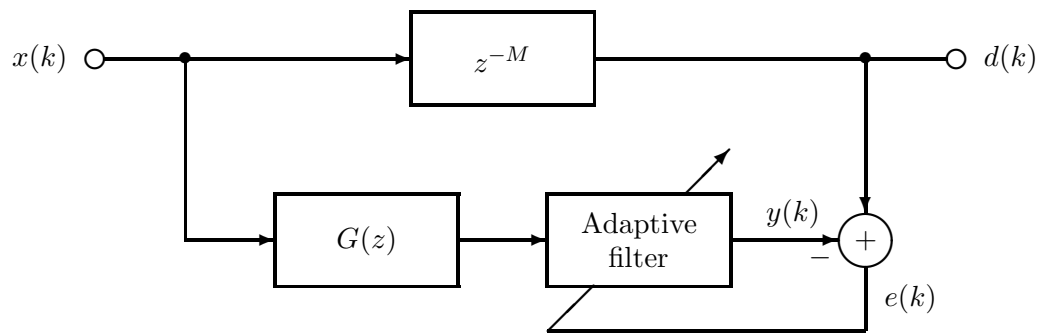 x(k)
z^{-M}
d(k)
G(z)
Adaptive
filter
y(k)
+
−
e(k)